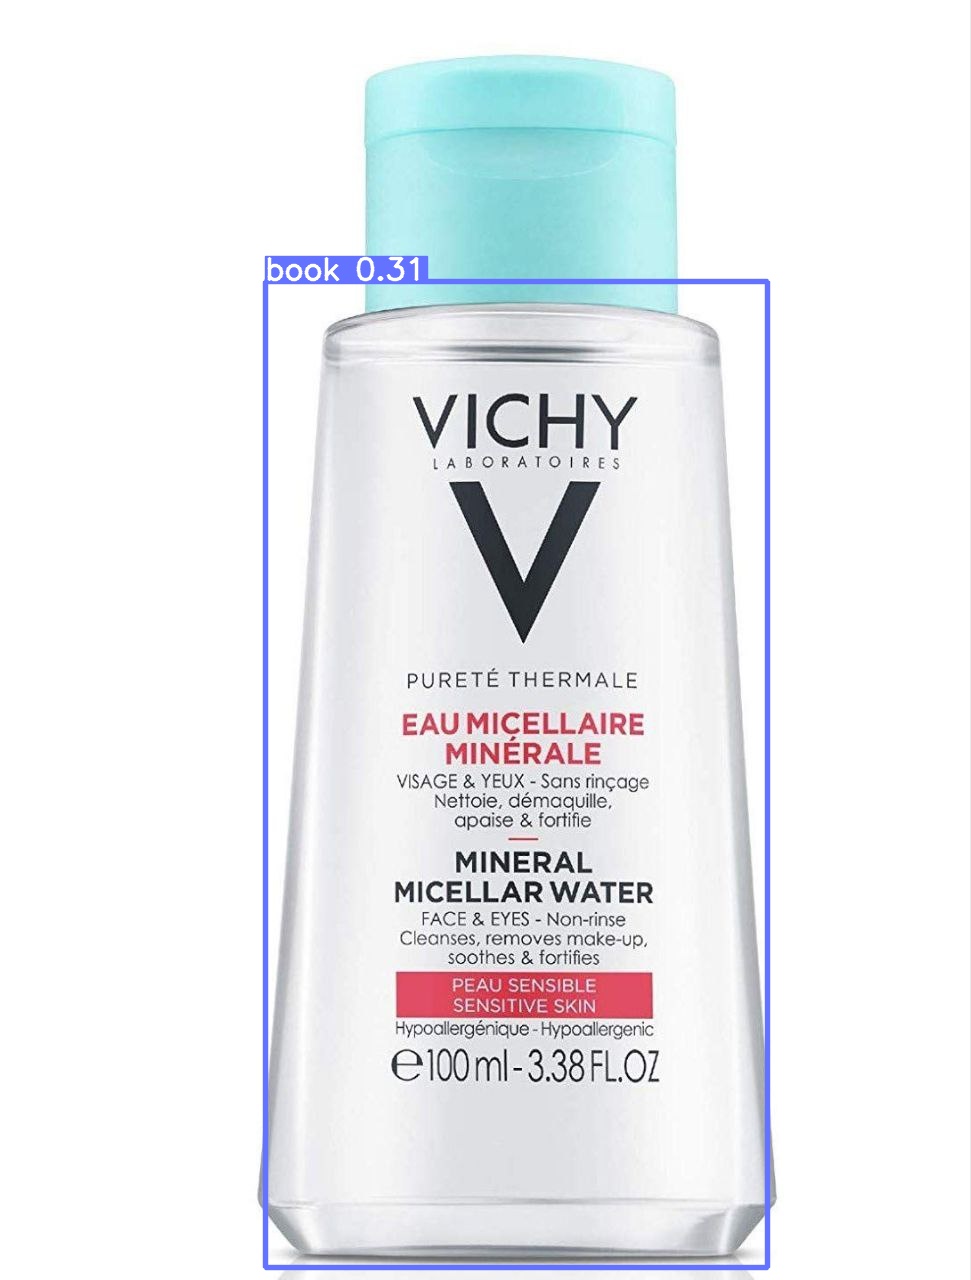 book 0.31
VICHY
LABORATOIRES
V
PURETÉ THERMALE
EAU MICELLAIRE
MINÉRALE
VISAGE & YEUX - Sans rinçage
Nettoie, démaquille,
apaise & fortifie
MINERAL
MICELLAR WATER
FACE & EYES - Non-rinse
Cleanses, removes make-up,
soothes & fortifies
PEAU SENSIBLE
SENSITIVE SKIN
Hypoallergénique - Hypoallergenic
℮100 ml - 3.38 FL.OZ